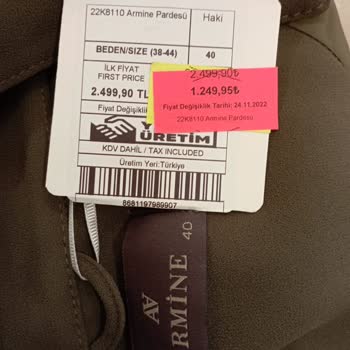 22K8110 Armine Pardesü
Haki
BEDEN/SIZE (38-44)
40
İLK FİYAT
FIRST PRICE
2.499,90 TL
2.499,90₺
1.249,95₺
Fiyat Değişiklik Tarihi: 24.11.2022
22K8110 Armine Pardesü
Fiyat Değişiklik
ÜRETİM
KDV DAHİL / TAX INCLUDED
Üretim Yeri:Türkiye
8681197989907
40
ARMİNE